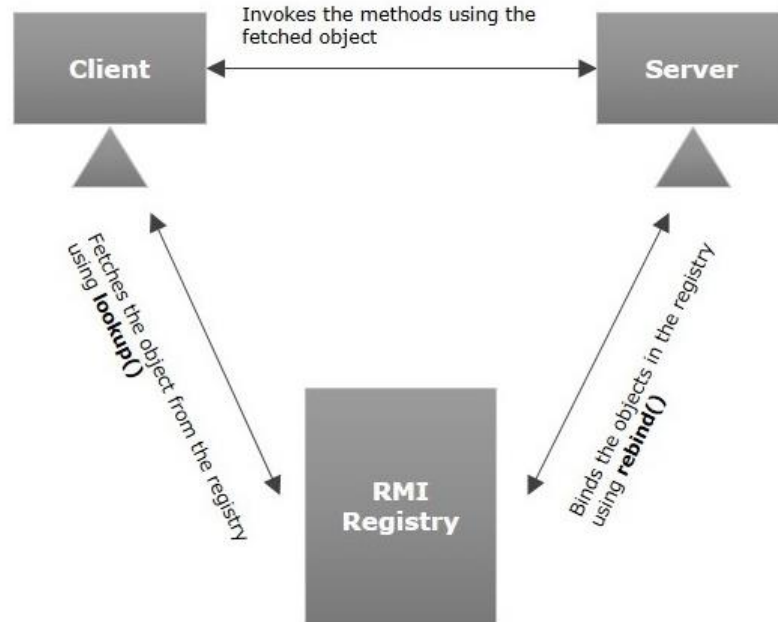 Invokes the methods using the
fetched object
Client
Server
Fetches the object from the registry
using lookup()
Binds the objects in the registry
using rebind()
RMI
Registry